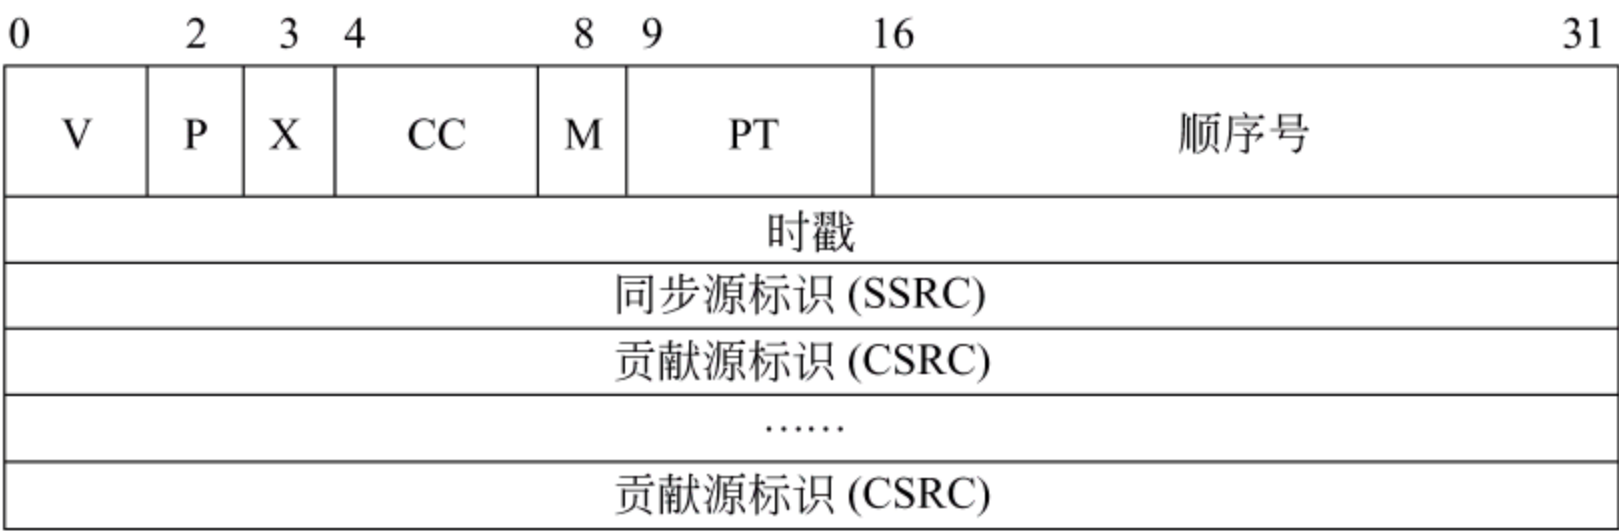 0 2 3 4 8 9 16 31
V P X CC M PT 顺序号
时戳
同步源标识 (SSRC)
贡献源标识 (CSRC)
……
贡献源标识 (CSRC)